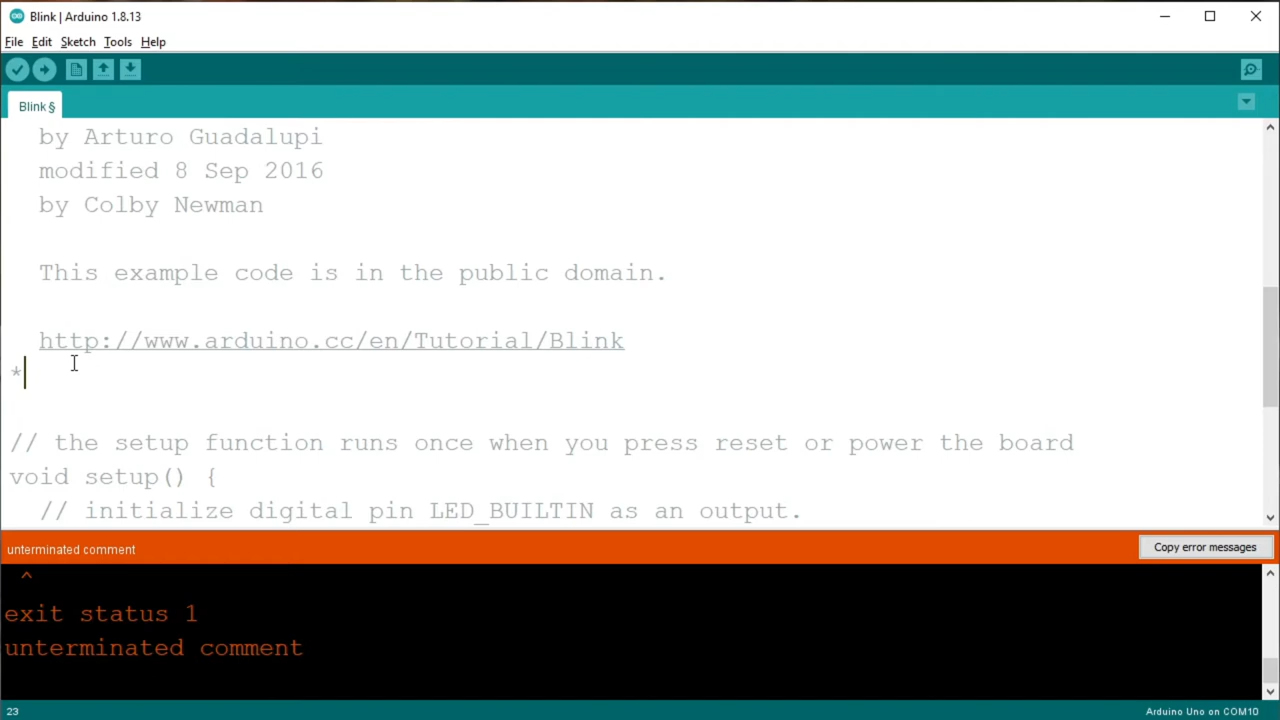 Blink | Arduino 1.8.13
File Edit Sketch Tools Help
Blink §
by Arturo Guadalupi
modified 8 Sep 2016
by Colby Newman
This example code is in the public domain.
http://www.arduino.cc/en/Tutorial/Blink
*
// the setup function runs once when you press reset or power the board
void setup() {
// initialize digital pin LED_BUILTIN as an output.
unterminated comment
Copy error messages
^
exit status 1
unterminated comment
23
Arduino Uno on COM10